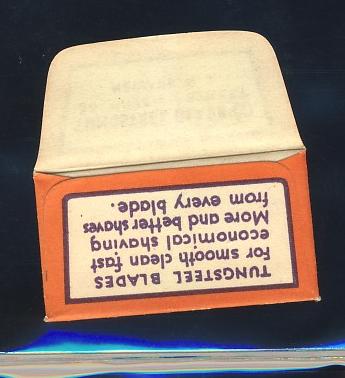 TUNGSTEEL BLADES
for smooth clean fast
economical shaving
More and better shaves
from every blade.